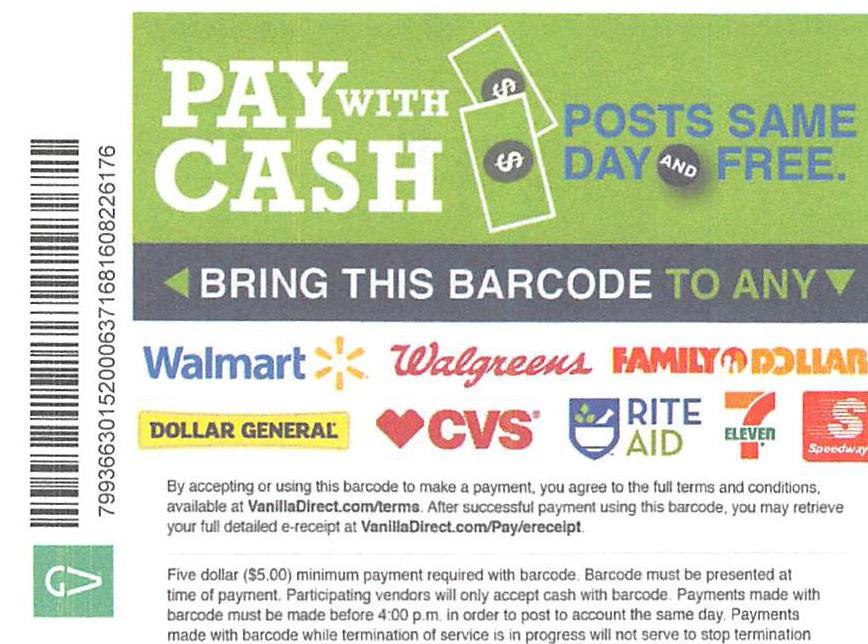 PAY WITH
CASH
$
$
POSTS SAME
DAY AND FREE.
BRING THIS BARCODE TO ANY
Walmart
Walgreens
FAMILY DOLLAR
DOLLAR GENERAL
CVS
RITE
AID
7
ELEVEn
S
Speedway
By accepting or using this barcode to make a payment, you agree to the full terms and conditions,
available at VanillaDirect.com/terms. After successful payment using this barcode, you may retrieve
your full detailed e-receipt at VanillaDirect.com/Pay/ereceipt.
Five dollar ($5.00) minimum payment required with barcode. Barcode must be presented at
time of payment. Participating vendors will only accept cash with barcode. Payments made with
barcode must be made before 4:00 p.m. in order to post to account the same day. Payments
made with barcode while termination of service is in progress will not serve to stop termination
799366301520006371681608226176